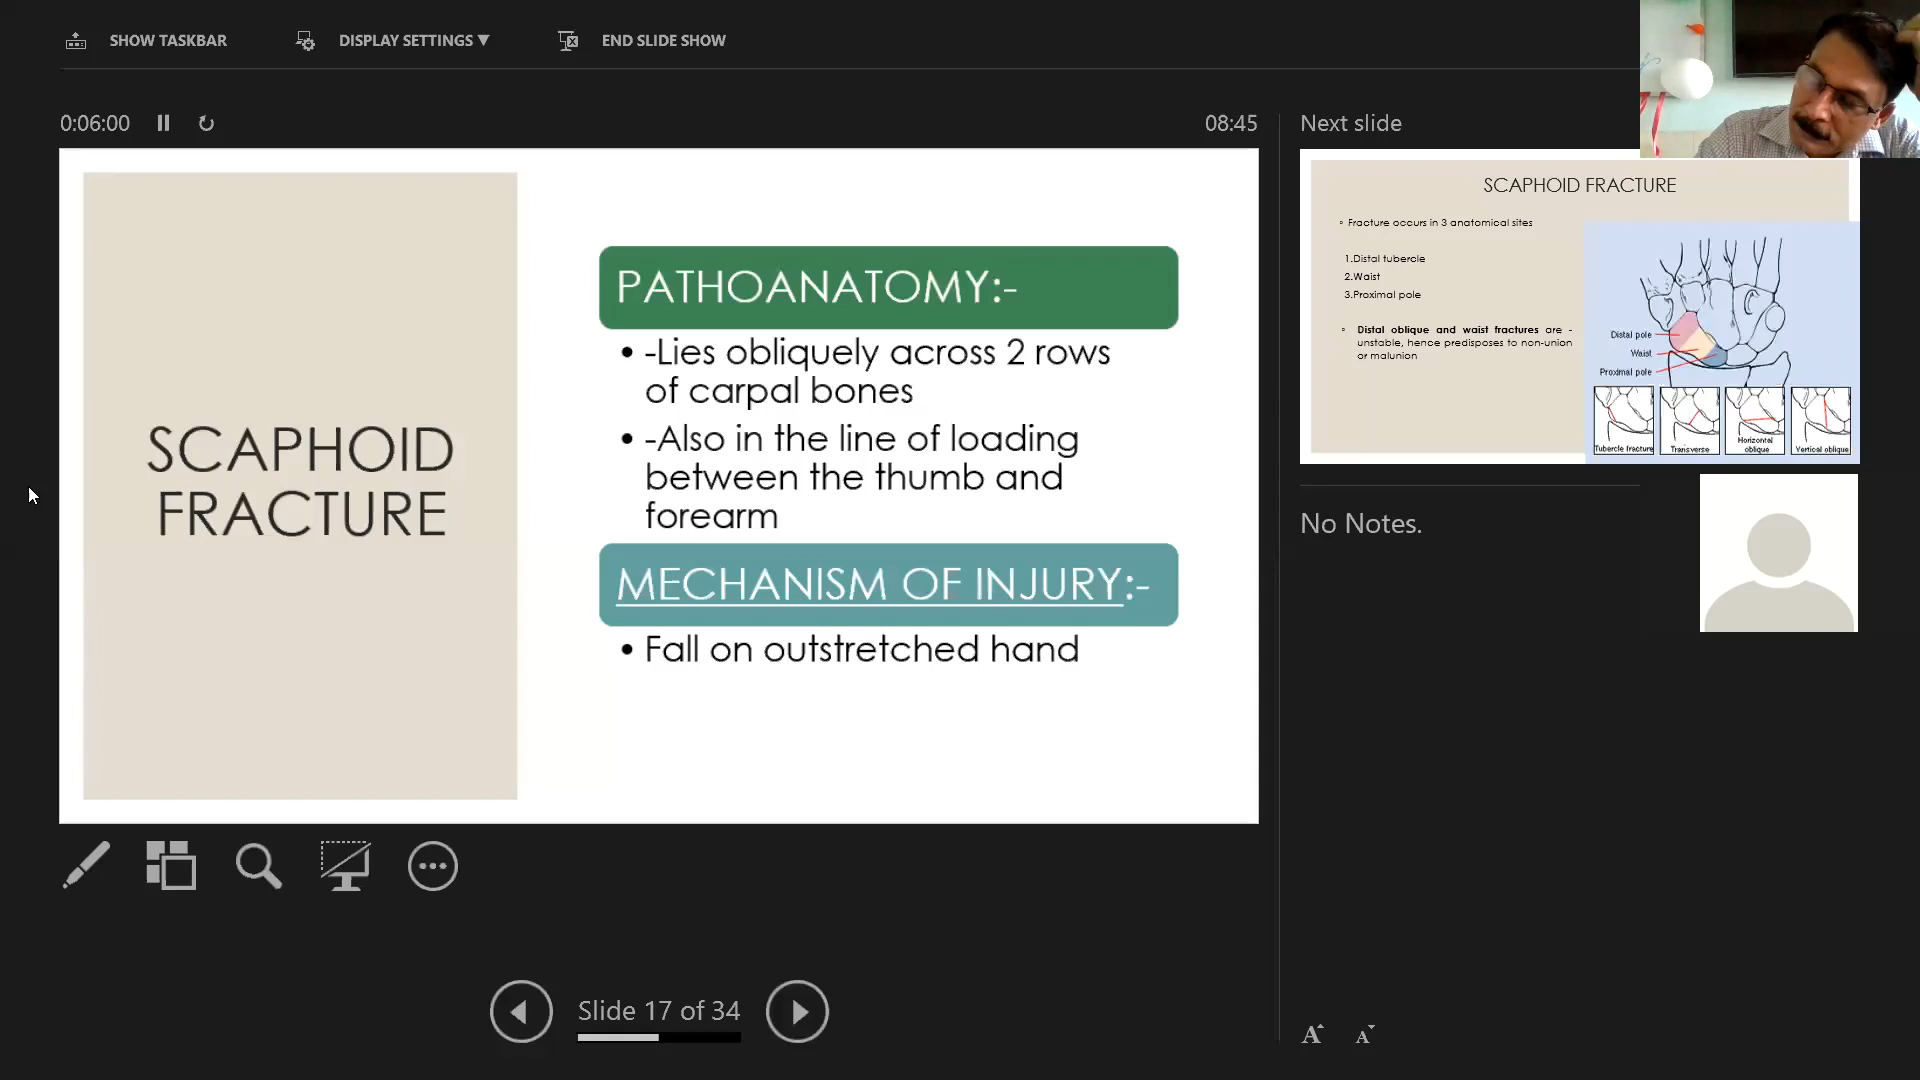 SHOW TASKBAR
DISPLAY SETTINGS ▼
END SLIDE SHOW
0:06:00
08:45
Next slide
SCAPHOID
FRACTURE
PATHOANATOMY:-
• -Lies obliquely across 2 rows
of carpal bones
• -Also in the line of loading
between the thumb and
forearm
MECHANISM OF INJURY:-
• Fall on outstretched hand
SCAPHOID FRACTURE
▫ Fracture occurs in 3 anatomical sites
1.Distal tubercle
2.Waist
3.Proximal pole
▫ Distal oblique and waist fractures are -
unstable, hence predisposes to non-union
or malunion
Distal pole
Waist
Proximal pole
Tubercle fracture
Transverse
Horizontal
oblique
Vertical oblique
No Notes.
Slide 17 of 34
A
A